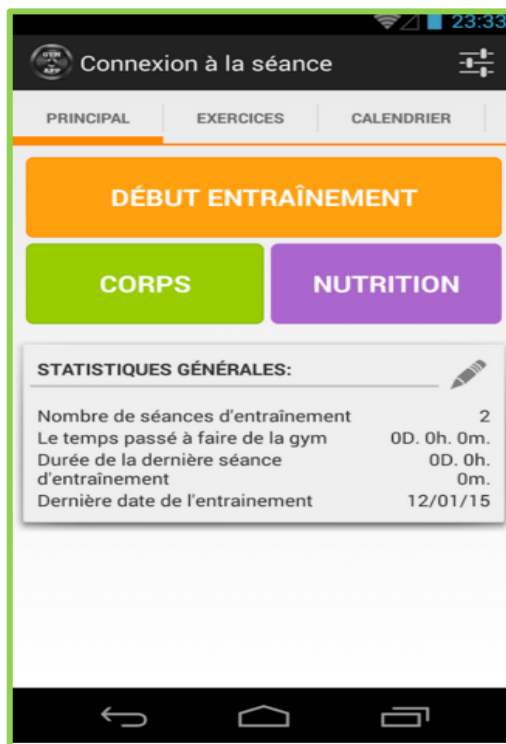 23:33
GYM APP
Connexion à la séance
PRINCIPAL EXERCICES CALENDRIER
DÉBUT ENTRAÎNEMENT
CORPS NUTRITION
STATISTIQUES GÉNÉRALES:
Nombre de séances d'entraînement 2
Le temps passé à faire de la gym 0D. 0h. 0m.
Durée de la dernière séance 0D. 0h.
d'entraînement 0m.
Dernière date de l'entrainement 12/01/15